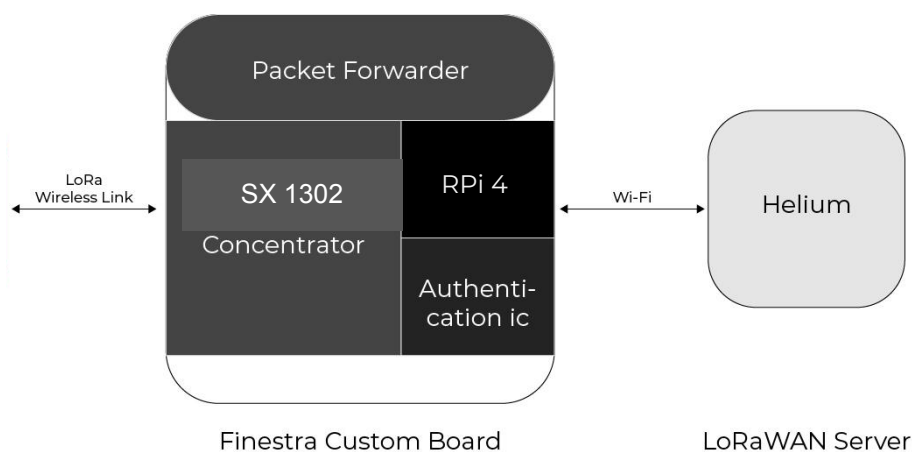 Packet Forwarder
LoRa
Wireless Link
SX 1302
Concentrator
RPi 4
Authenti-
cation ic
Wi-Fi
Helium
Finestra Custom Board
LoRaWAN Server